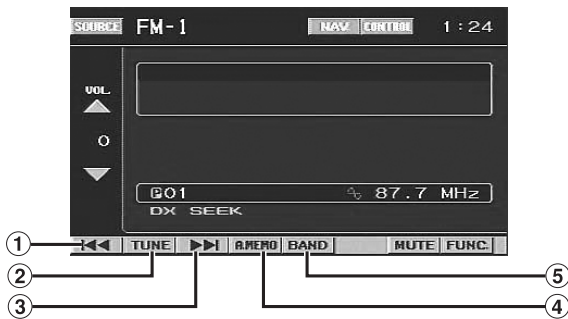 SOURCE FM-1 NAV. CONTROL 1:24
VOL.
0
P01 87.7 MHz
DX SEEK
1 |◀◀ TUNE ▶▶| A.MEMO BAND MUTE FUNC.
2 5
3 4